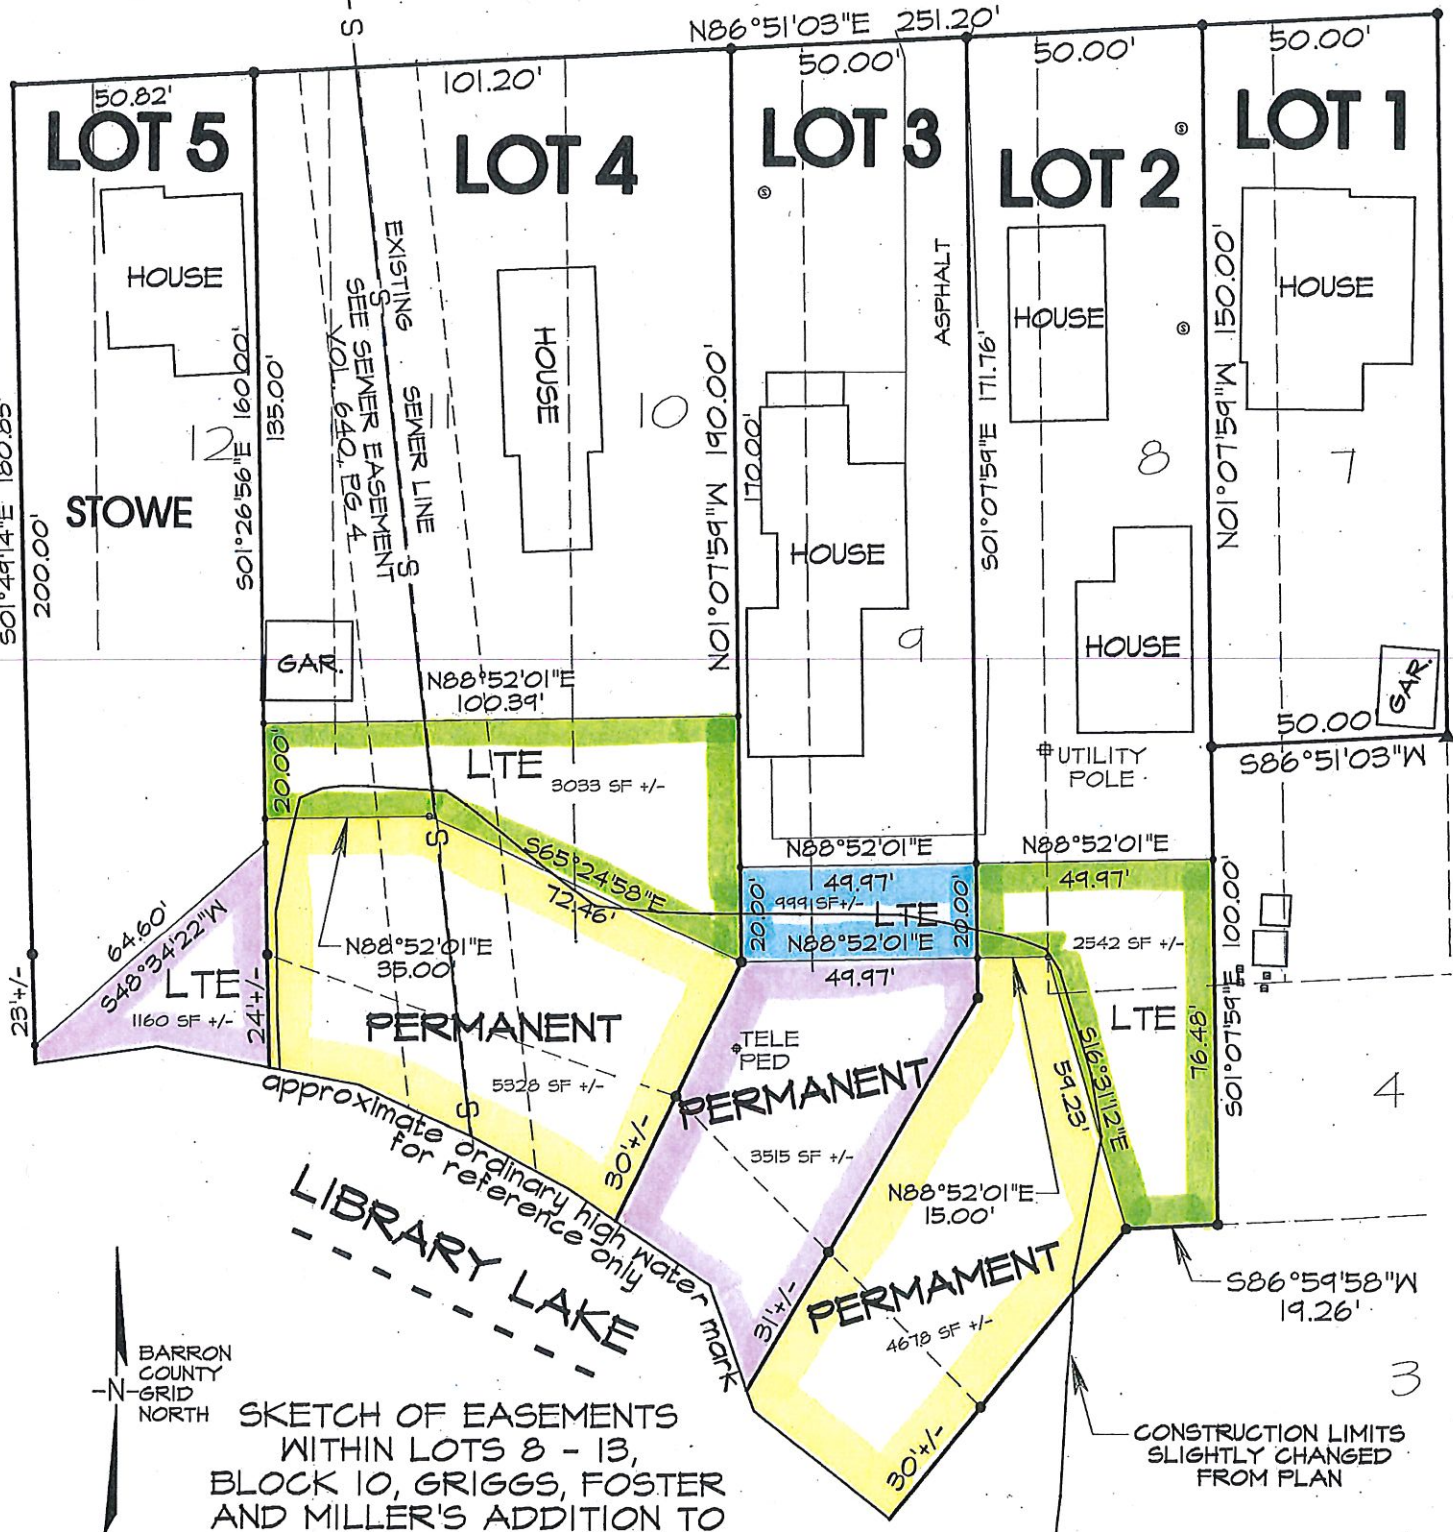 N86°51'03"E 251.20'
50.82'
101.20'
50.00'
50.00'
50.00'
LOT 5
LOT 4
LOT 3
LOT 2
LOT 1
S
S
S
S
S
HOUSE
HOUSE
HOUSE
HOUSE
HOUSE
HOUSE
EXISTING SEWER LINE
SEE SEWER EASEMENT
VOL. 640, PG 4
ASPHALT
12
11
10
9
8
7
STOWE
S01°49'14"E 180.85'
200.00'
S01°26'56"E 160.00'
135.00'
N01°07'59"W 190.00'
170.00'
S01°07'59"E 171.76'
N01°07'59"W 150.00'
GAR.
GAR.
N88°52'01"E
100.39'
50.00'
S86°51'03"W
UTILITY
POLE
20.00'
LTE
3033 SF +/-
S65°24'58"E
72.46'
N88°52'01"E
49.97'
999 SF+/-
LTE
20.00'
20.00'
N88°52'01"E
49.97'
N88°52'01"E
49.97'
2542 SF +/-
LTE
S01°07'59"E 100.00'
76.48'
S16°31'12"E
59.23'
64.60'
S48°34'22"W
LTE
1160 SF +/-
23'+/-
24'+/-
N88°52'01"E
35.00'
PERMANENT
5328 SF +/-
TELE
PED
PERMANENT
3515 SF +/-
30'+/-
31'+/-
N88°52'01"E
15.00'
PERMAMENT
4678 SF +/-
30'+/-
4
3
S86°59'58"W
19.26'
approximate ordinary high water mark
for reference only
LIBRARY LAKE
CONSTRUCTION LIMITS
SLIGHTLY CHANGED
FROM PLAN
BARRON
COUNTY
-N-GRID
NORTH
SKETCH OF EASEMENTS
WITHIN LOTS 8 - 13,
BLOCK 10, GRIGGS, FOSTER
AND MILLER'S ADDITION TO